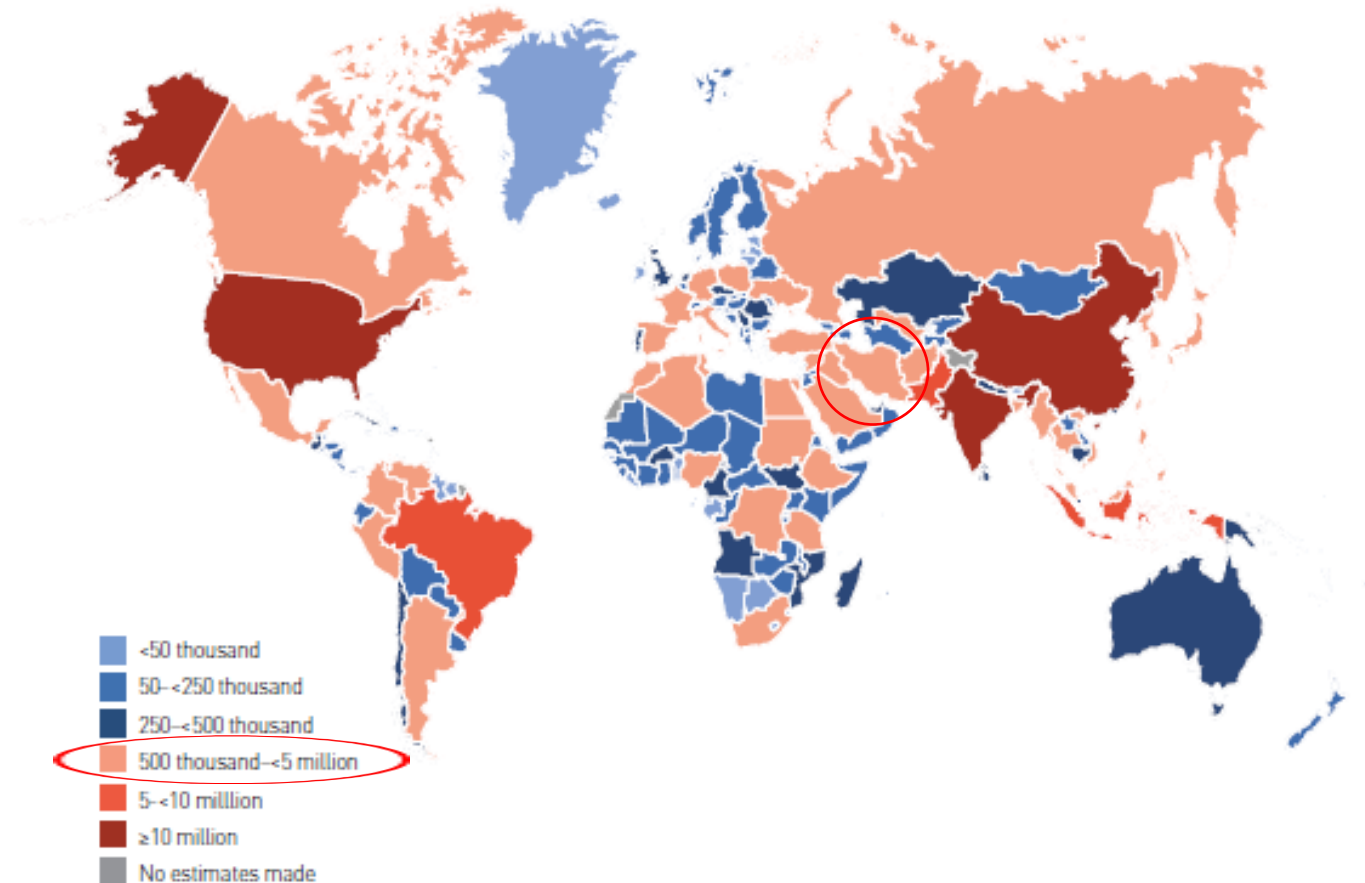 <50 thousand
50-<250 thousand
250-<500 thousand
500 thousand-<5 million
5-<10 milllion
≥10 million
No estimates made